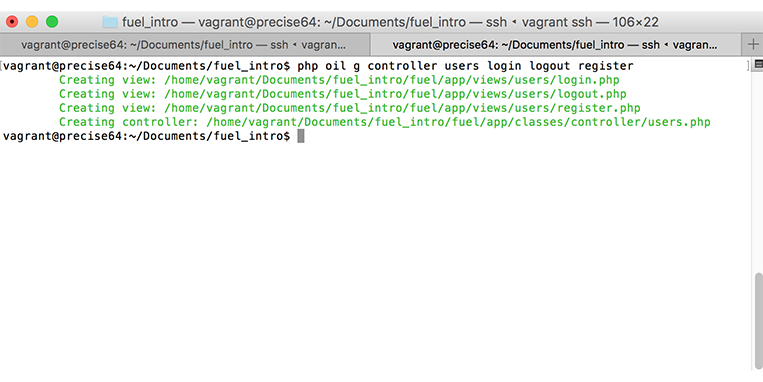 fuel_intro — vagrant@precise64: ~/Documents/fuel_intro — ssh ◂ vagrant ssh — 106×22
vagrant@precise64: ~/Documents/fuel_intro — ssh ◂ vagran...
vagrant@precise64: ~/Documents/fuel_intro — ssh ◂ vagran...
[vagrant@precise64:~/Documents/fuel_intro$ php oil g controller users login logout register ]
Creating view: /home/vagrant/Documents/fuel_intro/fuel/app/views/users/login.php
Creating view: /home/vagrant/Documents/fuel_intro/fuel/app/views/users/logout.php
Creating view: /home/vagrant/Documents/fuel_intro/fuel/app/views/users/register.php
Creating controller: /home/vagrant/Documents/fuel_intro/fuel/app/classes/controller/users.php
vagrant@precise64:~/Documents/fuel_intro$